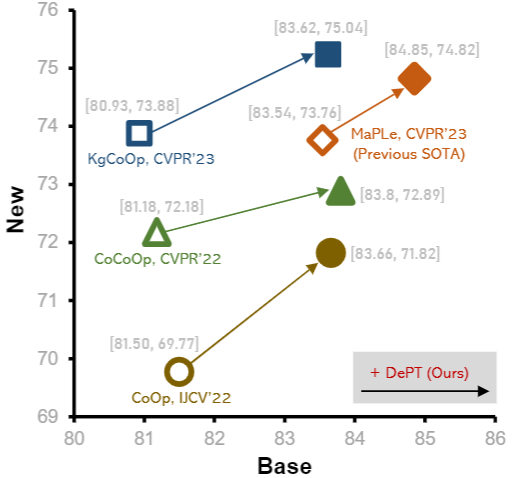 76
75
74
73
72
71
70
69
80
81
82
83
84
85
86
New
Base
[83.62, 75.04]
[84.85, 74.82]
[80.93, 73.88]
[83.54, 73.76]
KgCoOp, CVPR'23
MaPLe, CVPR'23
(Previous SOTA)
[81.18, 72.18]
[83.8, 72.89]
CoCoOp, CVPR'22
[83.66, 71.82]
[81.50, 69.77]
CoOp, IJCV'22
+ DePT (Ours)